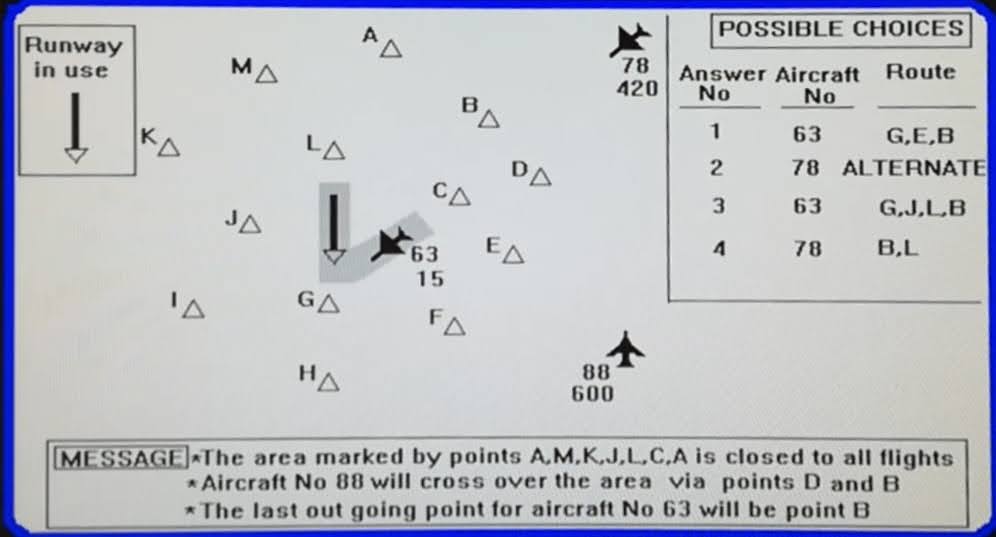 Runway
in use
A
M
K
L
B
D
C
J
E
I
G
F
H
78
420
63
15
88
600
POSSIBLE CHOICES
Answer No Aircraft No Route
1 63 G,E,B
2 78 ALTERNATE
3 63 G,J,L,B
4 78 B,L
MESSAGE *The area marked by points A,M,K,J,L,C,A is closed to all flights
*Aircraft No 88 will cross over the area via points D and B
*The last out going point for aircraft No 63 will be point B